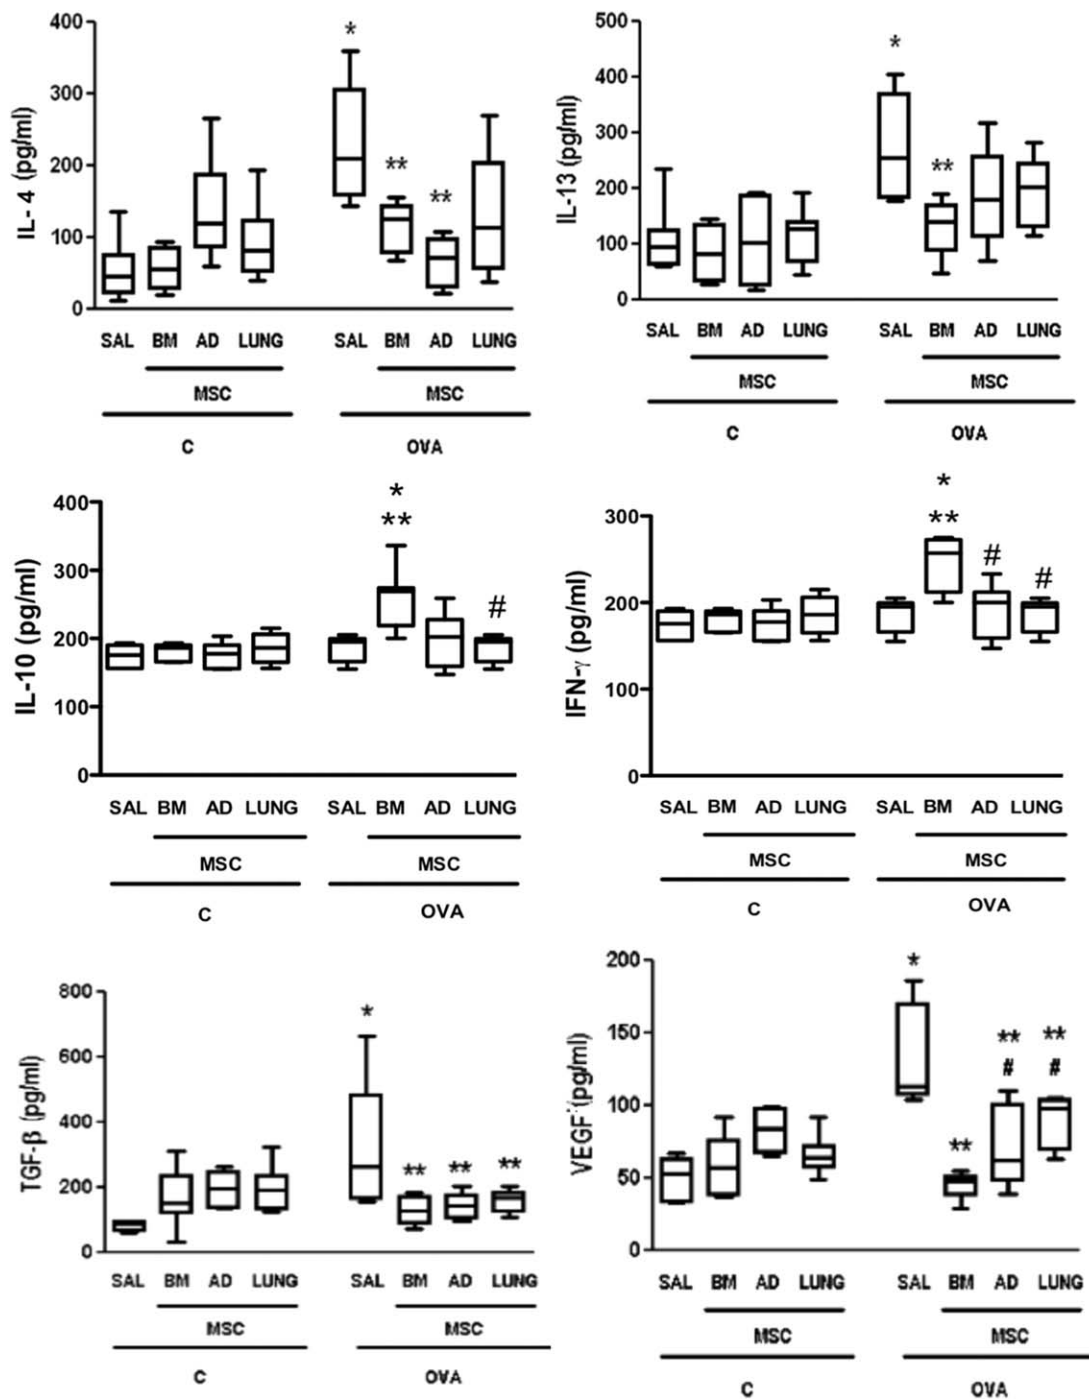 IL- 4 (pg/ml)
400
300
200
100
0
*
**
**
SAL BM AD LUNG SAL BM AD LUNG
MSC MSC
C OVA
IL-13 (pg/ml)
500
400
300
200
100
0
*
**
SAL BM AD LUNG SAL BM AD LUNG
MSC MSC
C OVA
IL-10 (pg/ml)
400
300
200
100
0
*
**
#
SAL BM AD LUNG SAL BM AD LUNG
MSC MSC
C OVA
IFN-γ (pg/ml)
300
200
100
0
*
**
#
#
SAL BM AD LUNG SAL BM AD LUNG
MSC MSC
C OVA
TGF-β (pg/ml)
800
600
400
200
0
*
** ** **
SAL BM AD LUNG SAL BM AD LUNG
MSC MSC
C OVA
VEGF (pg/ml)
200
150
100
50
0
*
** **
# #
**
SAL BM AD LUNG SAL BM AD LUNG
MSC MSC
C OVA